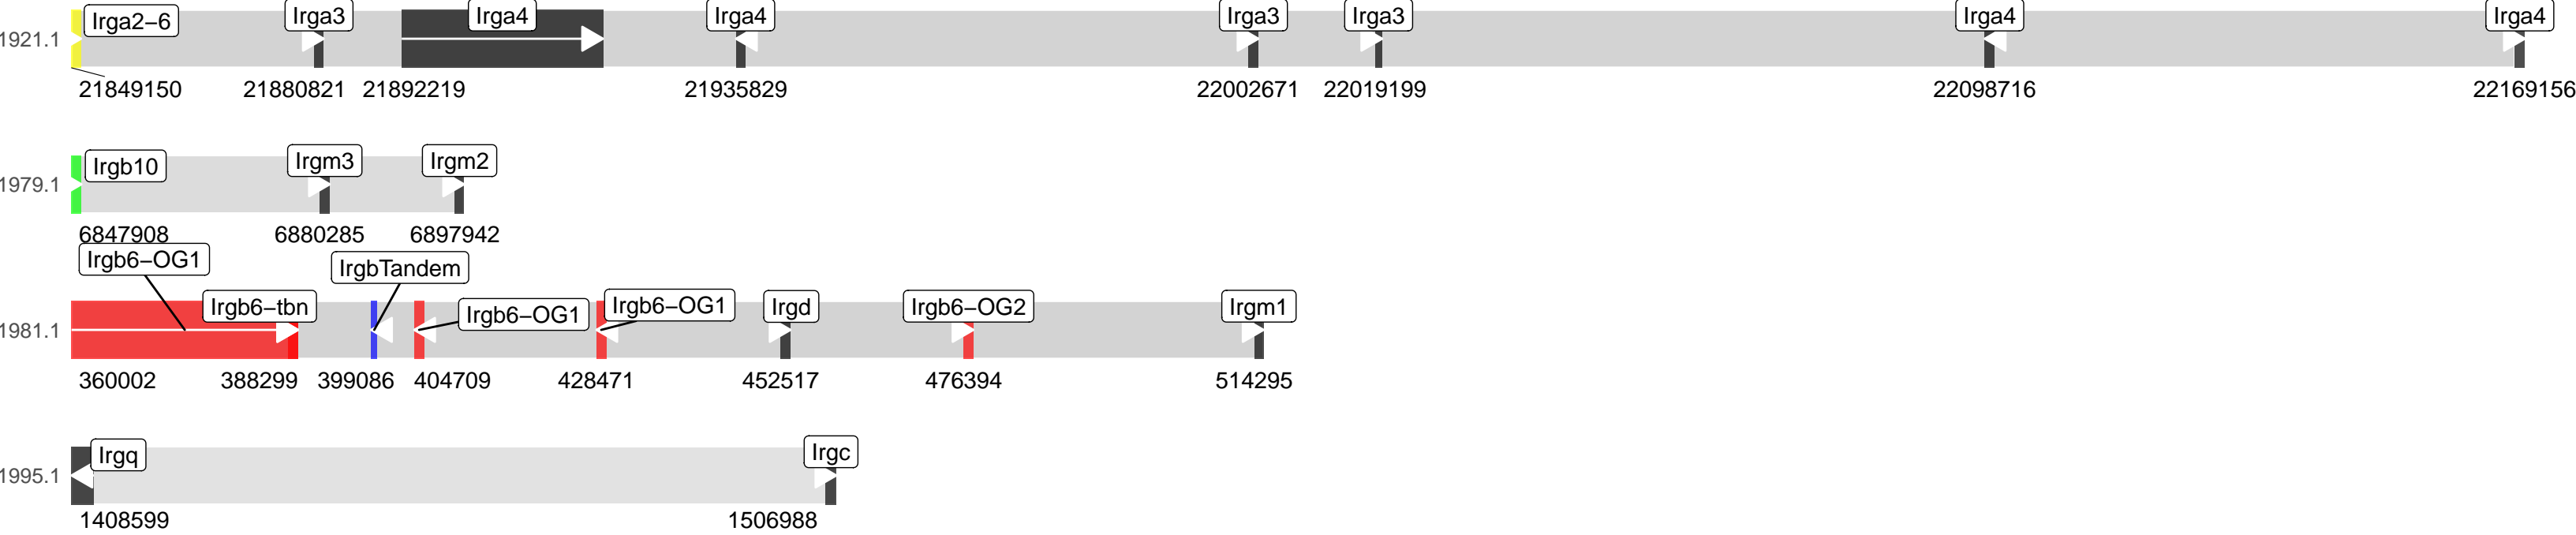 Irga2−6 Irga3 Irga4 Irga4 Irga3 Irga3 Irga4 Irga4
1921.1
21849150 21880821 21892219 21935829 22002671 22019199 22098716 22169156
Irgb10 Irgm3 Irgm2
1979.1
6847908 6880285 6897942
Irgb6−OG1 IrgbTandem
Irgb6−tbn Irgb6−OG1 Irgb6−OG1 Irgd Irgb6−OG2 Irgm1
1981.1
360002 388299 399086 404709 428471 452517 476394 514295
Irgq Irgc
1995.1
1408599 1506988